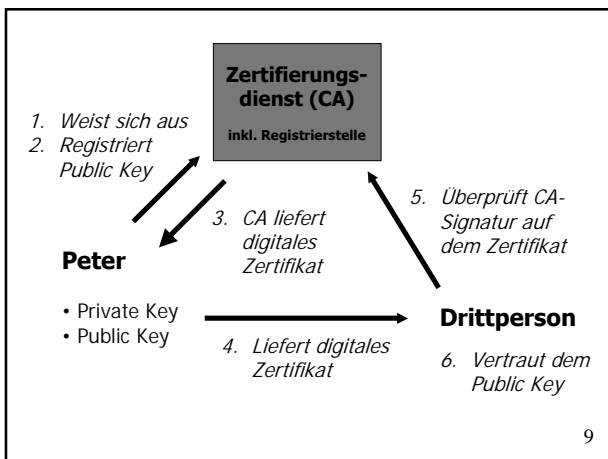 Zertifierungs-
dienst (CA)
inkl. Registrierstelle
1. Weist sich aus
2. Registriert
Public Key
3. CA liefert
digitales
Zertifikat
5. Überprüft CA-
Signatur auf
dem Zertifikat
Peter
• Private Key
• Public Key
4. Liefert digitales
Zertifikat
Drittperson
6. Vertraut dem
Public Key
9